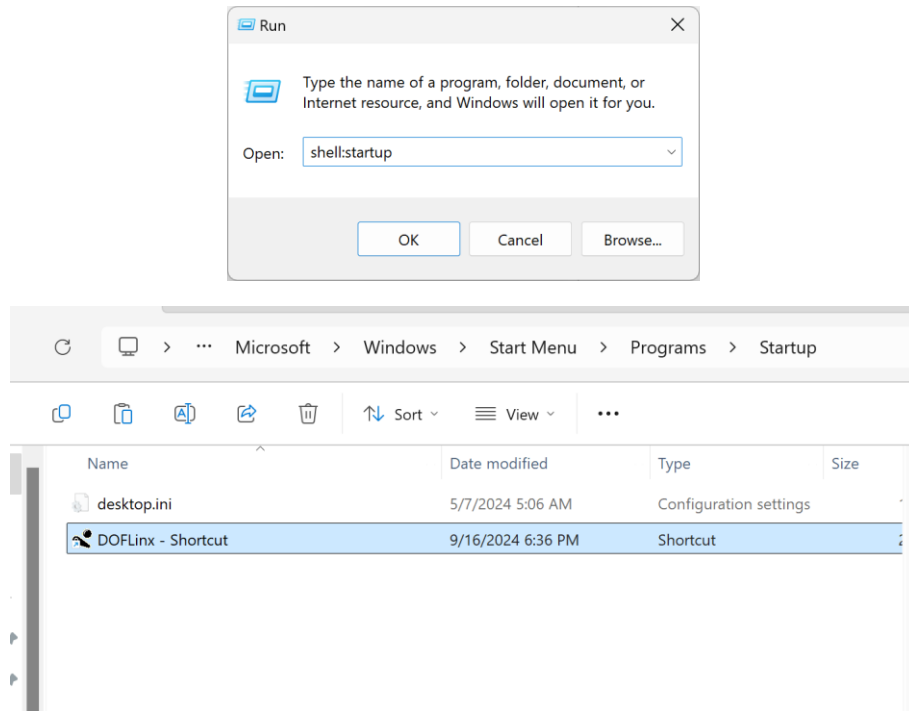 Run
Type the name of a program, folder, document, or
Internet resource, and Windows will open it for you.
Open: shell:startup
OK Cancel Browse...
··· Microsoft > Windows > Start Menu > Programs > Startup
Sort View ···
Name Date modified Type Size
desktop.ini 5/7/2024 5:06 AM Configuration settings
DOFLinx - Shortcut 9/16/2024 6:36 PM Shortcut